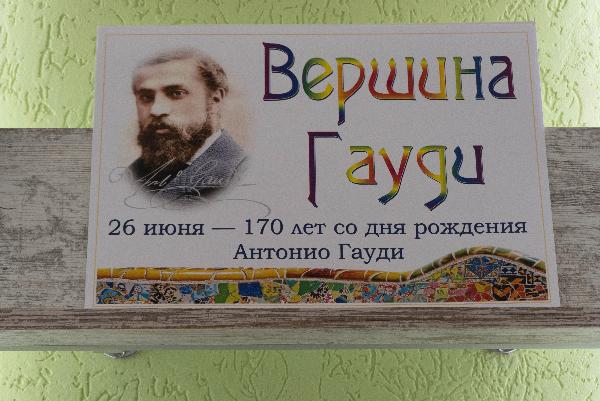 Вершина
Гауди
26 июня — 170 лет со дня рождения
Антонио Гауди